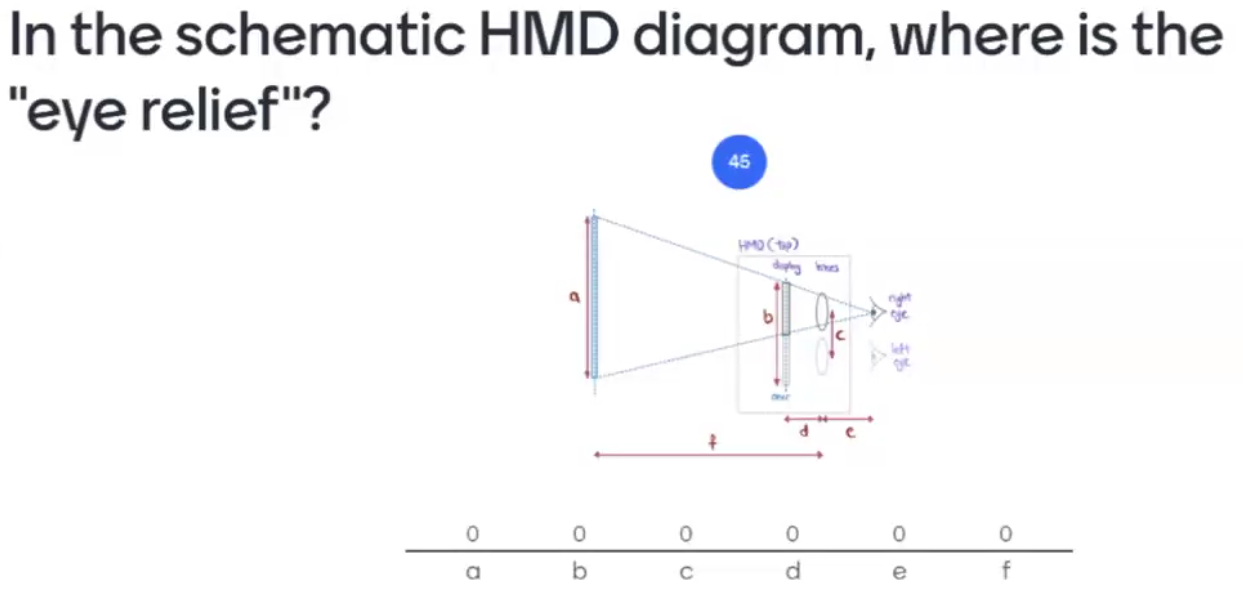 In the schematic HMD diagram, where is the
"eye relief"?
45
HMD (top)
display lenses
a
b
c
right
eye
left
eye
d
e
f
0 0 0 0 0 0
a b c d e f